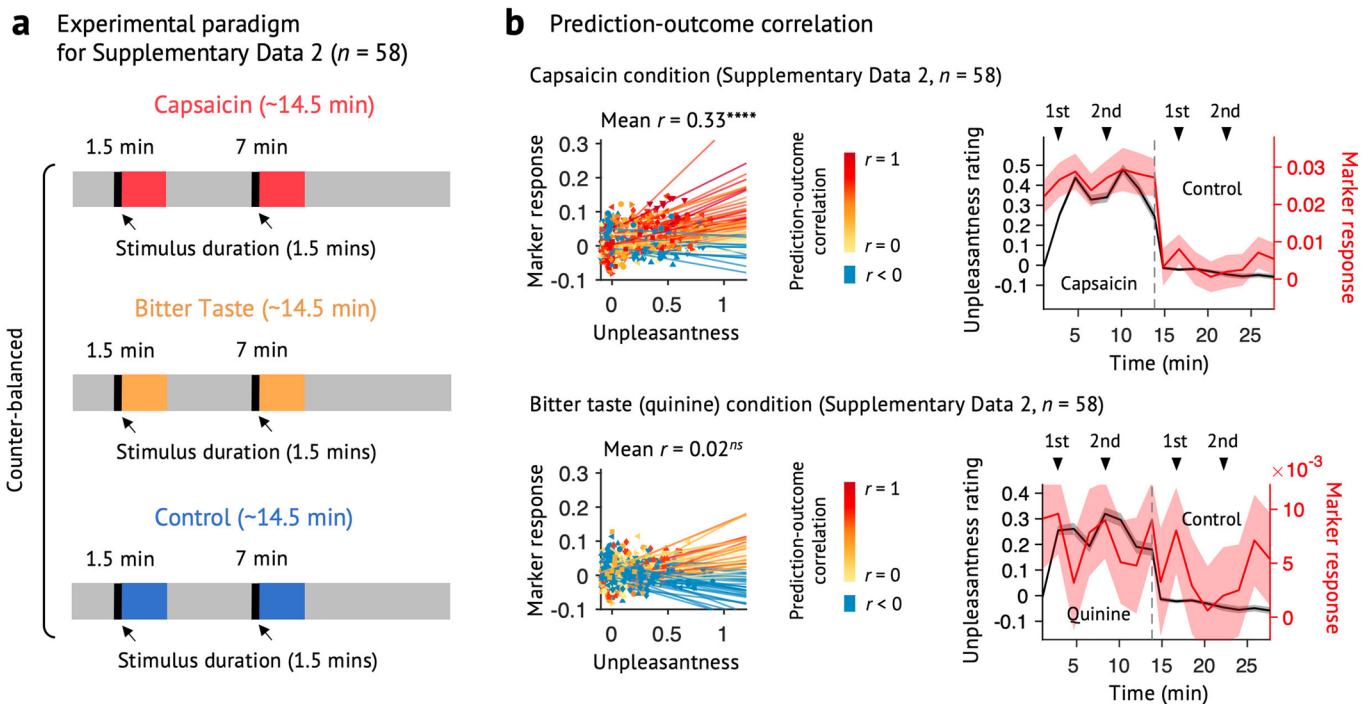 a Experimental paradigm
for Supplementary Data 2 (n = 58)
Capsaicin (~14.5 min)
1.5 min 7 min
Stimulus duration (1.5 mins)
Bitter Taste (~14.5 min)
1.5 min 7 min
Stimulus duration (1.5 mins)
Control (~14.5 min)
1.5 min 7 min
Stimulus duration (1.5 mins)
Counter-balanced
b Prediction-outcome correlation
Capsaicin condition (Supplementary Data 2, n = 58)
Mean r = 0.33****
Marker response
0.3
0.2
0.1
0
-0.1
0 0.5 1
Unpleasantness
Prediction-outcome
correlation
r = 1
r = 0
r < 0
1st 2nd 1st 2nd
Unpleasantness rating
0.5
0.4
0.3
0.2
0.1
0
-0.1
Capsaicin
Control
5 10 15 20 25
Time (min)
0.03
0.02
0.01
0
Marker response
Bitter taste (quinine) condition (Supplementary Data 2, n = 58)
Mean r = 0.02ns
Marker response
0.3
0.2
0.1
0
-0.1
0 0.5 1
Unpleasantness
Prediction-outcome
correlation
r = 1
r = 0
r < 0
1st 2nd 1st 2nd
Unpleasantness rating
0.4
0.3
0.2
0.1
0
-0.1
Quinine
Control
5 10 15 20 25
Time (min)
× 10-3
10
5
0
Marker response